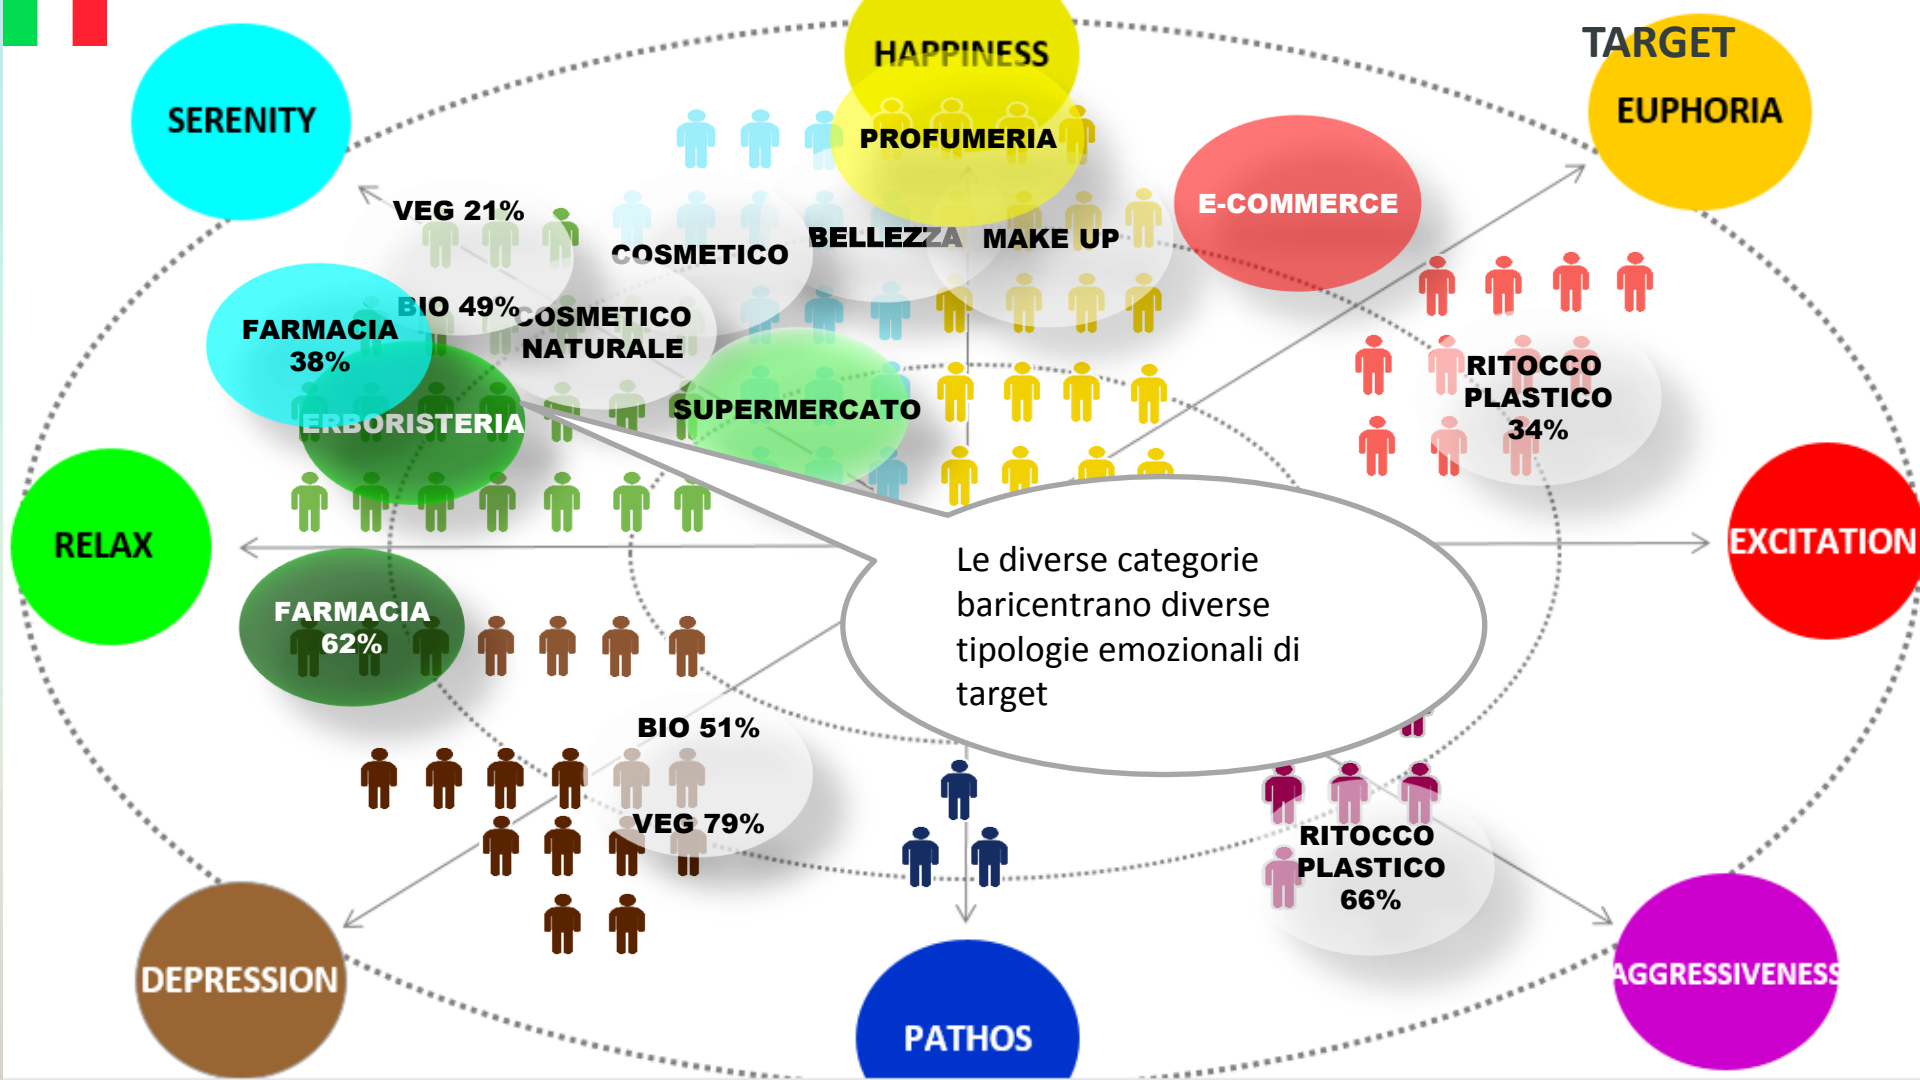 TARGET
HAPPINESS
SERENITY
EUPHORIA
PROFUMERIA
E-COMMERCE
VEG 21%
COSMETICO
BELLEZZA
MAKE UP
BIO 49%
COSMETICO
NATURALE
FARMACIA
38%
ERBORISTERIA
SUPERMERCATO
RITOCCO
PLASTICO
34%
RELAX
EXCITATION
Le diverse categorie
baricentrano diverse
tipologie emozionali di
target
FARMACIA
62%
BIO 51%
VEG 79%
RITOCCO
PLASTICO
66%
DEPRESSION
PATHOS
AGGRESSIVENESS